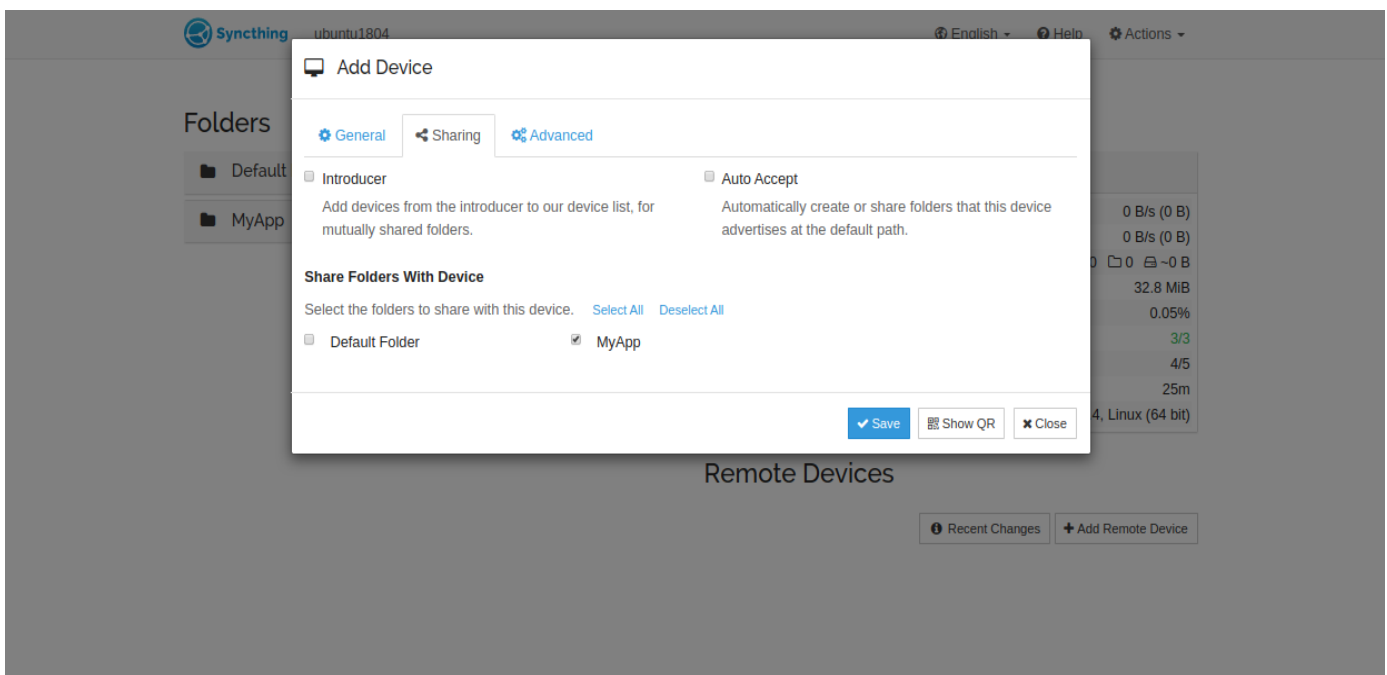 Syncthing ubuntu1804 English Help Actions
Add Device
Folders
General Sharing Advanced
Default
MyApp
Introducer
Add devices from the introducer to our device list, for
mutually shared folders.
Auto Accept
Automatically create or share folders that this device
advertises at the default path.
Share Folders With Device
Select the folders to share with this device. Select All Deselect All
Default Folder MyApp
Save Show QR Close
0 B/s (0 B)
0 B/s (0 B)
0 0 ~0 B
32.8 MiB
0.05%
3/3
4/5
25m
4, Linux (64 bit)
Remote Devices
Recent Changes Add Remote Device